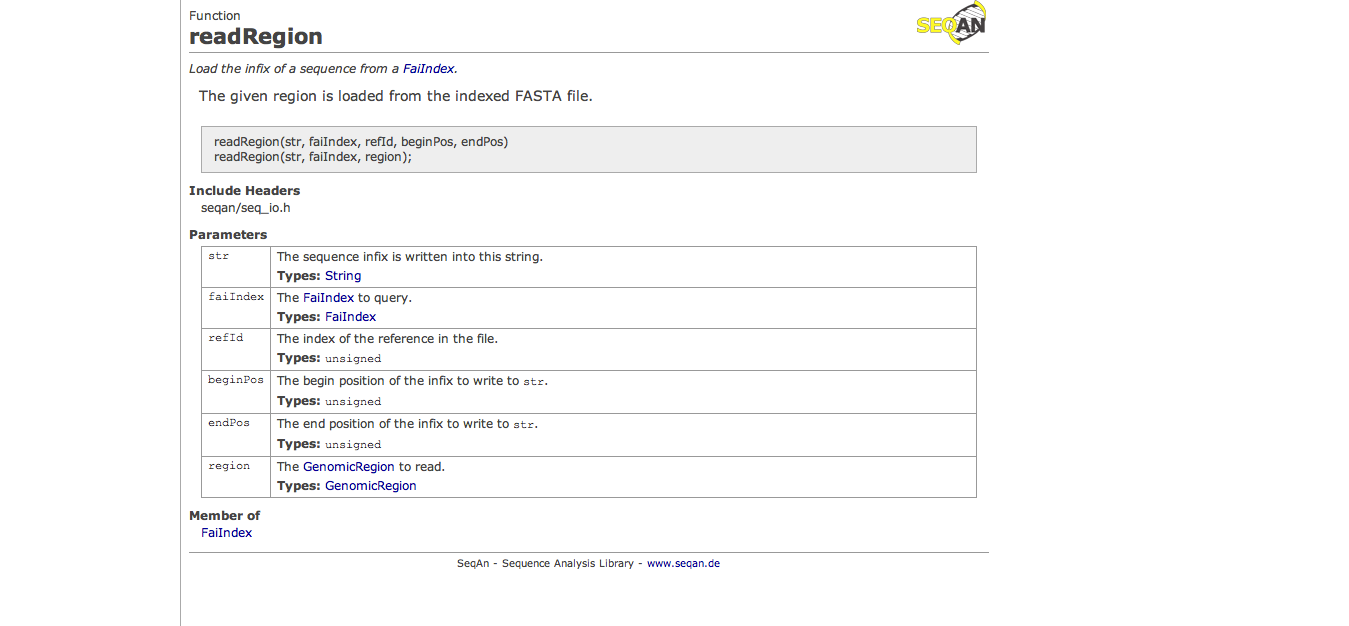 Function
readRegion
SEQAN
Load the infix of a sequence from a FaiIndex.
The given region is loaded from the indexed FASTA file.
readRegion(str, faiIndex, refId, beginPos, endPos)
readRegion(str, faiIndex, region);
Include Headers
seqan/seq_io.h
Parameters
str
The sequence infix is written into this string.
Types: String
faiIndex
The FaiIndex to query.
Types: FaiIndex
refId
The index of the reference in the file.
Types: unsigned
beginPos
The begin position of the infix to write to str.
Types: unsigned
endPos
The end position of the infix to write to str.
Types: unsigned
region
The GenomicRegion to read.
Types: GenomicRegion
Member of
FaiIndex
SeqAn - Sequence Analysis Library - www.seqan.de